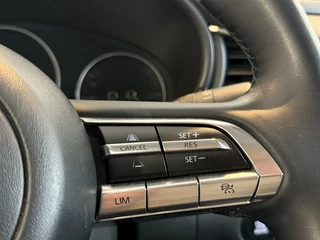 SET +
CANCEL RES
SET −
LIM